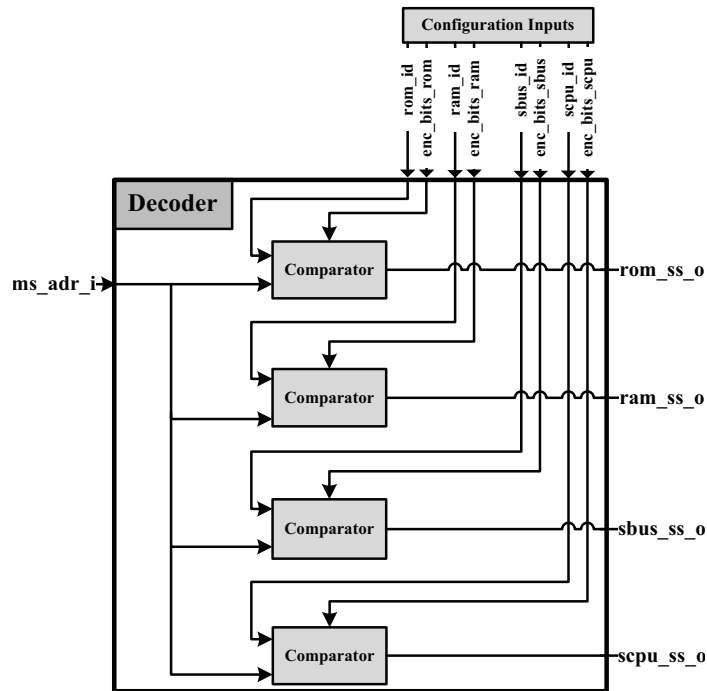 Configuration Inputs
rom_id
enc_bits_rom
ram_id
enc_bits_ram
sbus_id
enc_bits_sbus
scpu_id
enc_bits_scpu
Decoder
ms_adr_i
Comparator
rom_ss_o
Comparator
ram_ss_o
Comparator
sbus_ss_o
Comparator
scpu_ss_o